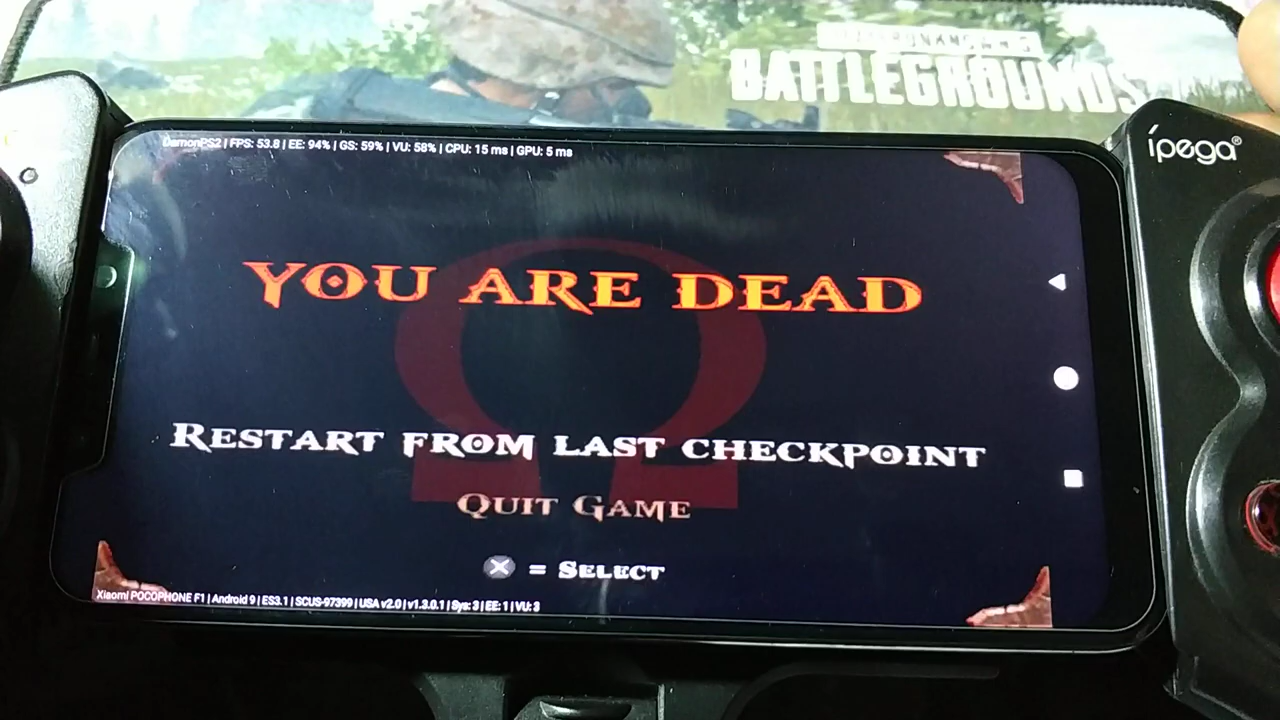 BATTLEGROUNDS
ípega®
DamonPS2 | FPS: 53.8 | EE: 94% | GS: 59% | VU: 58% | CPU: 15 ms | GPU: 5 ms
YOU ARE DEAD
RESTART FROM LAST CHECKPOINT
QUIT GAME
= SELECT
Xiaomi POCOPHONE F1 | Android 9 | ES3.1 | SCUS-97399 | USA v2.0 | v1.3.0.1 | Sys: 3 | EE: 1 | VU: 3